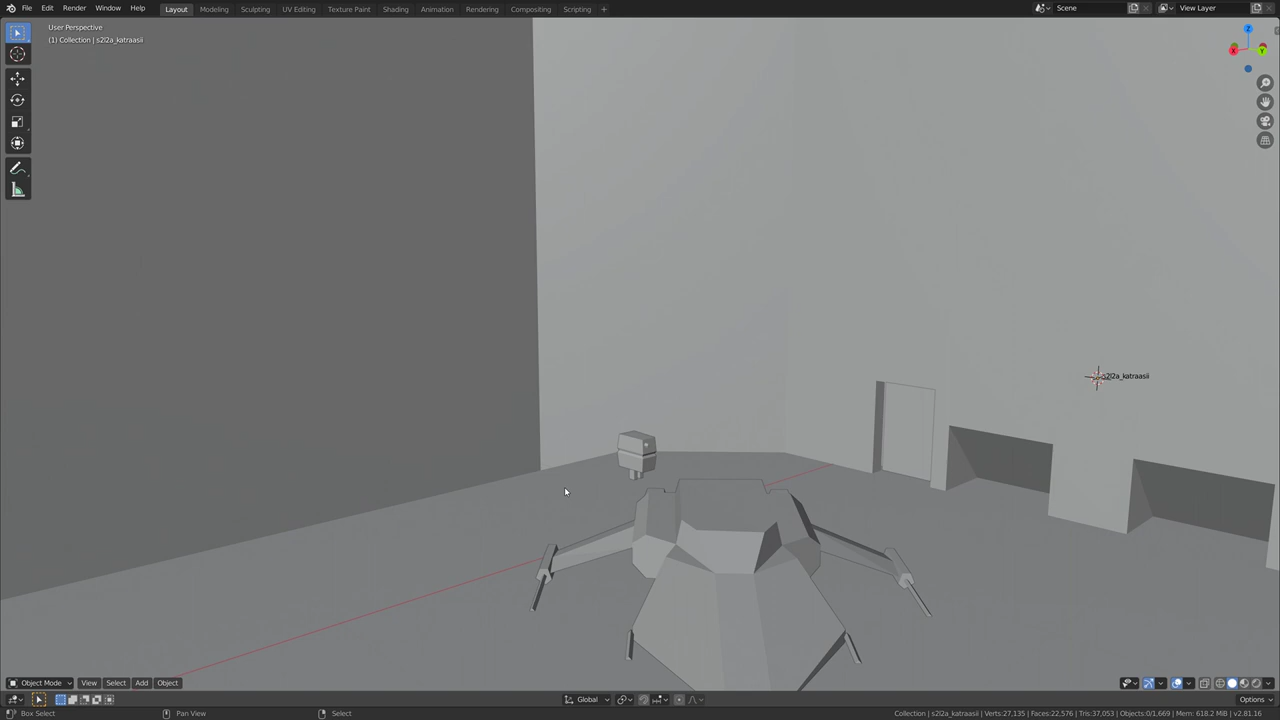 File Edit Render Window Help Layout Modeling Sculpting UV Editing Texture Paint Shading Animation Rendering Compositing Scripting + Scene View Layer
User Perspective
(1) Collection | s2l2a_katraasii
Z
X Y
s2l2a_katraasii
Object Mode View Select Add Object
Global Options
Box Select Pan View Select Collection | s2l2a_katraasii | Verts:27,135 | Faces:22,576 | Tris:37,053 | Objects:0/1,669 | Mem: 618.2 MiB | v2.81.16